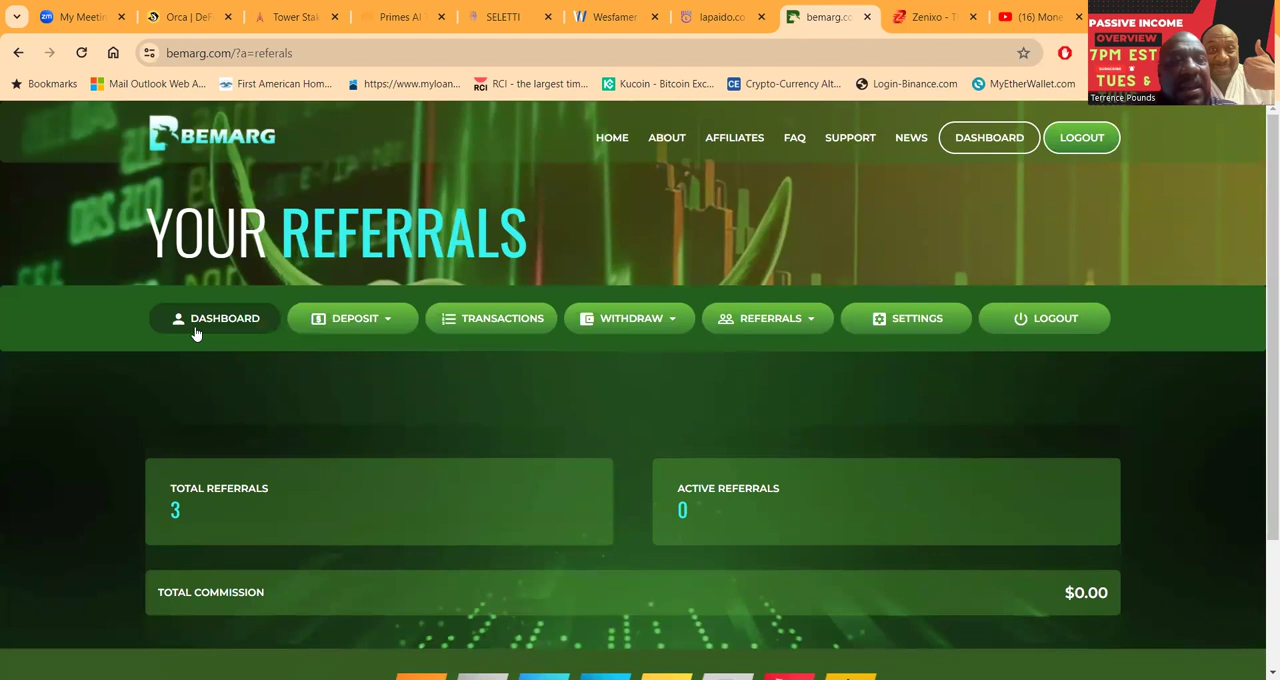 My Meetin
Orca | DeF
Tower Stak
Primes AI T
SELETTI
Wesfamer
lapaido.co
bemarg.co
Zenixo - T
(16) Mone
bemarg.com/?a=referals
Bookmarks
Mail Outlook Web A...
First American Hom...
https://www.myloan...
RCI - the largest tim...
Kucoin - Bitcoin Exc...
Crypto-Currency Alt...
Login-Binance.com
MyEtherWallet.com
PASSIVE INCOME
OVERVIEW
7PM EST
TUES &
Terrence Pounds
BEMARG
HOME
ABOUT
AFFILIATES
FAQ
SUPPORT
NEWS
DASHBOARD
LOGOUT
YOUR REFERRALS
DASHBOARD
DEPOSIT
TRANSACTIONS
WITHDRAW
REFERRALS
SETTINGS
LOGOUT
TOTAL REFERRALS
3
ACTIVE REFERRALS
0
TOTAL COMMISSION
$0.00